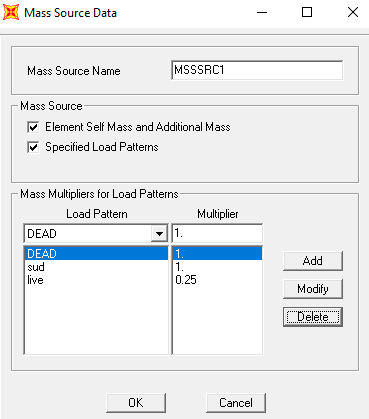 Mass Source Data
Mass Source Name MSSSRC1
Mass Source
Element Self Mass and Additional Mass
Specified Load Patterns
Mass Multipliers for Load Patterns
Load Pattern Multiplier
DEAD 1.
DEAD 1.
sud 1.
live 0.25
Add
Modify
Delete
OK Cancel